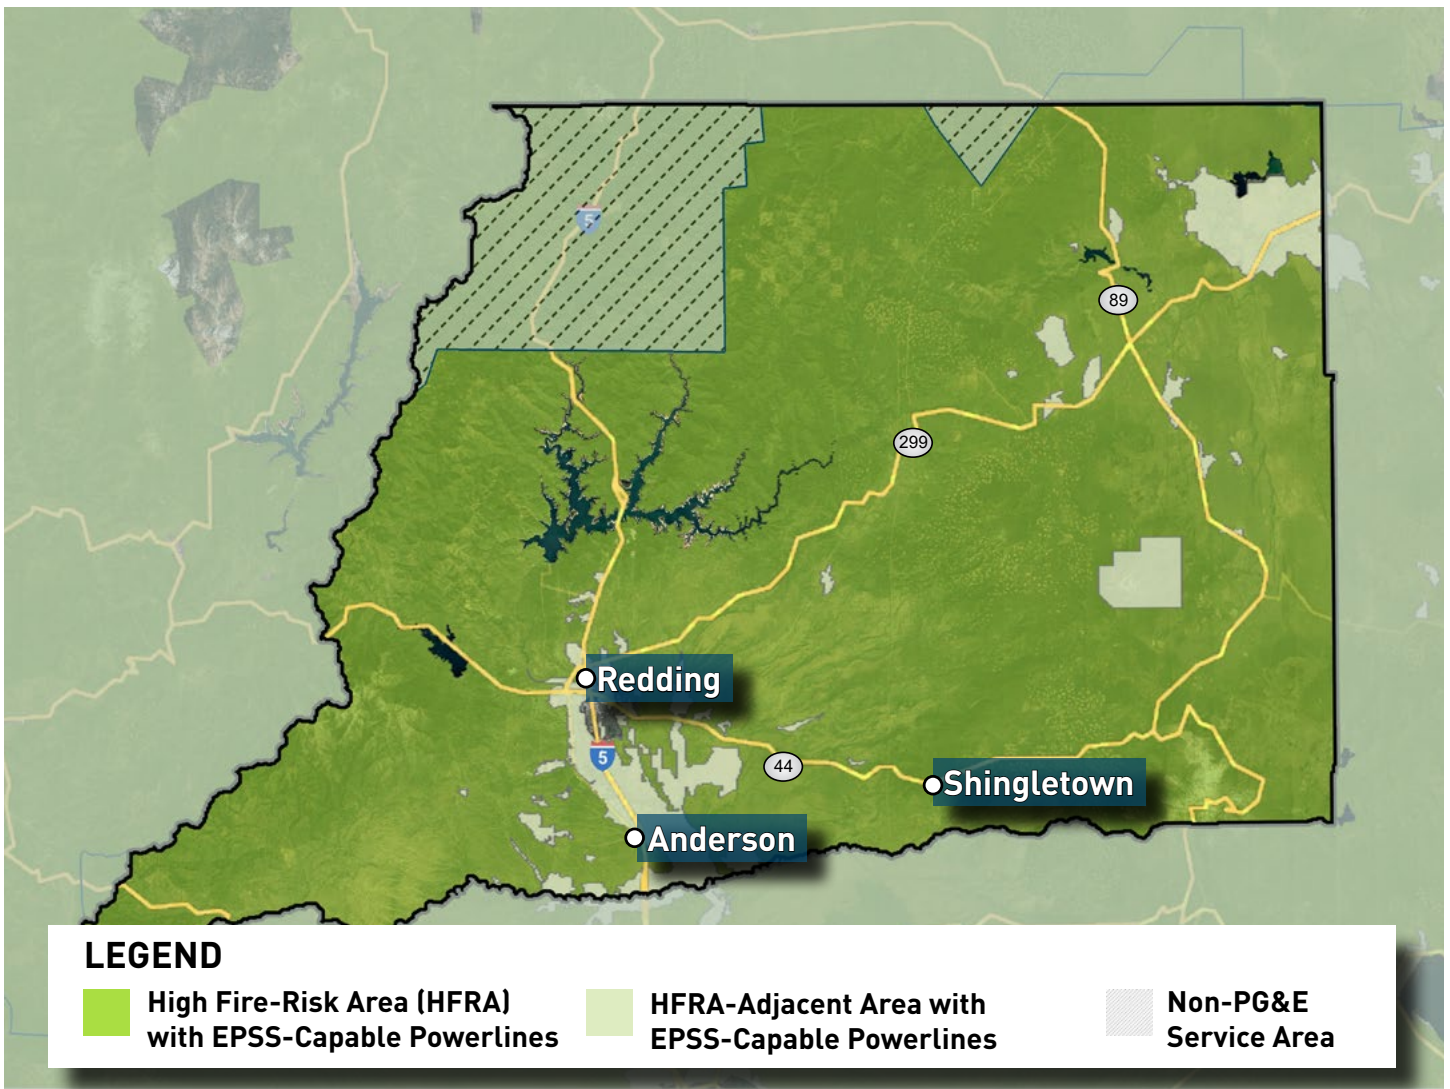 5
89
299
Redding
5
44
Shingletown
Anderson
LEGEND
High Fire-Risk Area (HFRA)
with EPSS-Capable Powerlines
HFRA-Adjacent Area with
EPSS-Capable Powerlines
Non-PG&E
Service Area